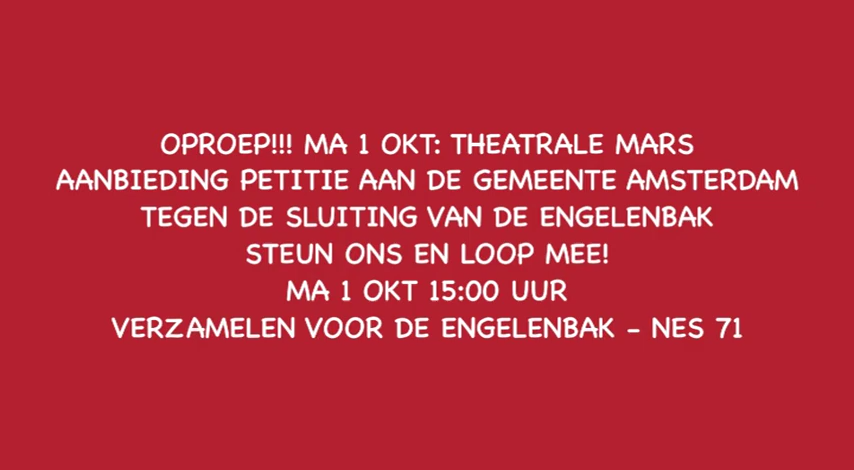 OPROEP!!! MA 1 OKT: THEATRALE MARS
AANBIEDING PETITIE AAN DE GEMEENTE AMSTERDAM
TEGEN DE SLUITING VAN DE ENGELENBAK
STEUN ONS EN LOOP MEE!
MA 1 OKT 15:00 UUR
VERZAMELEN VOOR DE ENGELENBAK - NES 71